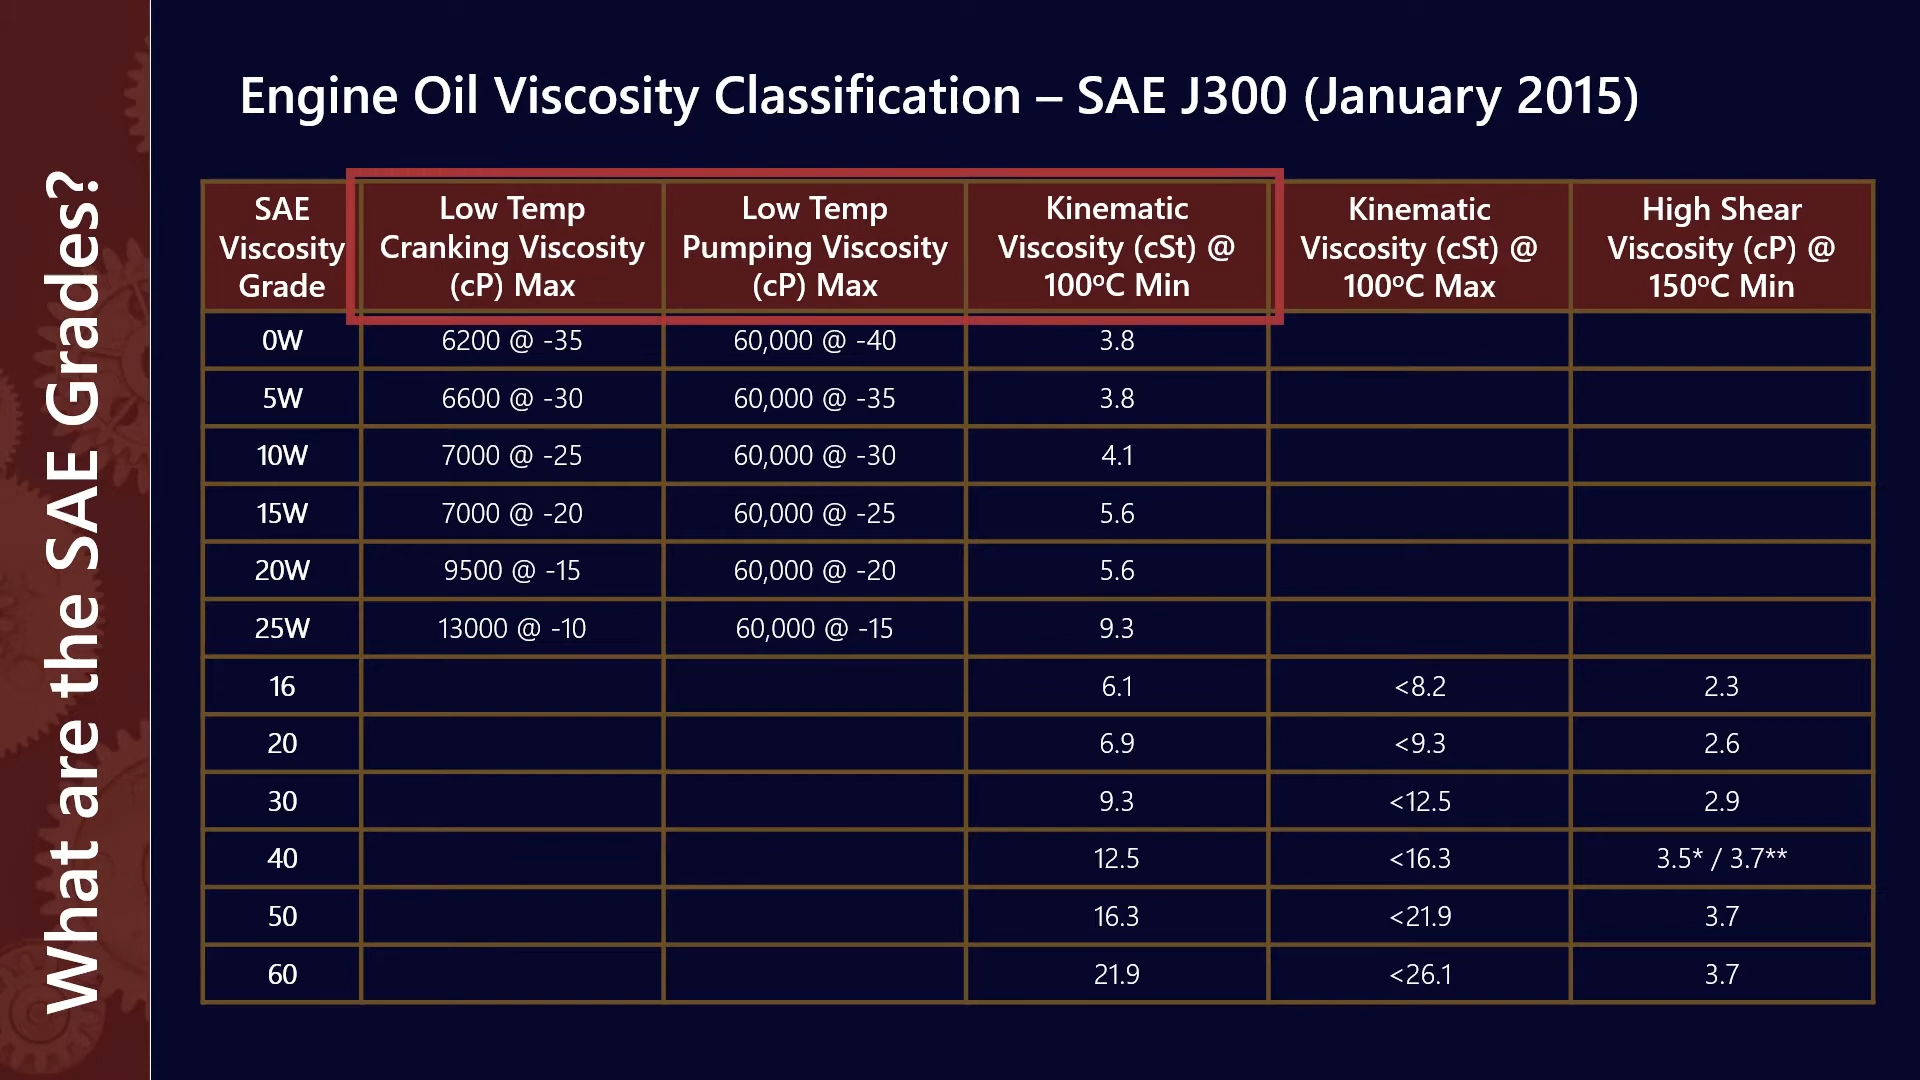 What are the SAE Grades?
Engine Oil Viscosity Classification – SAE J300 (January 2015)
SAE Viscosity Grade | Low Temp Cranking Viscosity (cP) Max | Low Temp Pumping Viscosity (cP) Max | Kinematic Viscosity (cSt) @ 100ºC Min | Kinematic Viscosity (cSt) @ 100ºC Max | High Shear Viscosity (cP) @ 150ºC Min
0W | 6200 @ -35 | 60,000 @ -40 | 3.8
5W | 6600 @ -30 | 60,000 @ -35 | 3.8
10W | 7000 @ -25 | 60,000 @ -30 | 4.1
15W | 7000 @ -20 | 60,000 @ -25 | 5.6
20W | 9500 @ -15 | 60,000 @ -20 | 5.6
25W | 13000 @ -10 | 60,000 @ -15 | 9.3
16 | 6.1 | <8.2 | 2.3
20 | 6.9 | <9.3 | 2.6
30 | 9.3 | <12.5 | 2.9
40 | 12.5 | <16.3 | 3.5* / 3.7**
50 | 16.3 | <21.9 | 3.7
60 | 21.9 | <26.1 | 3.7